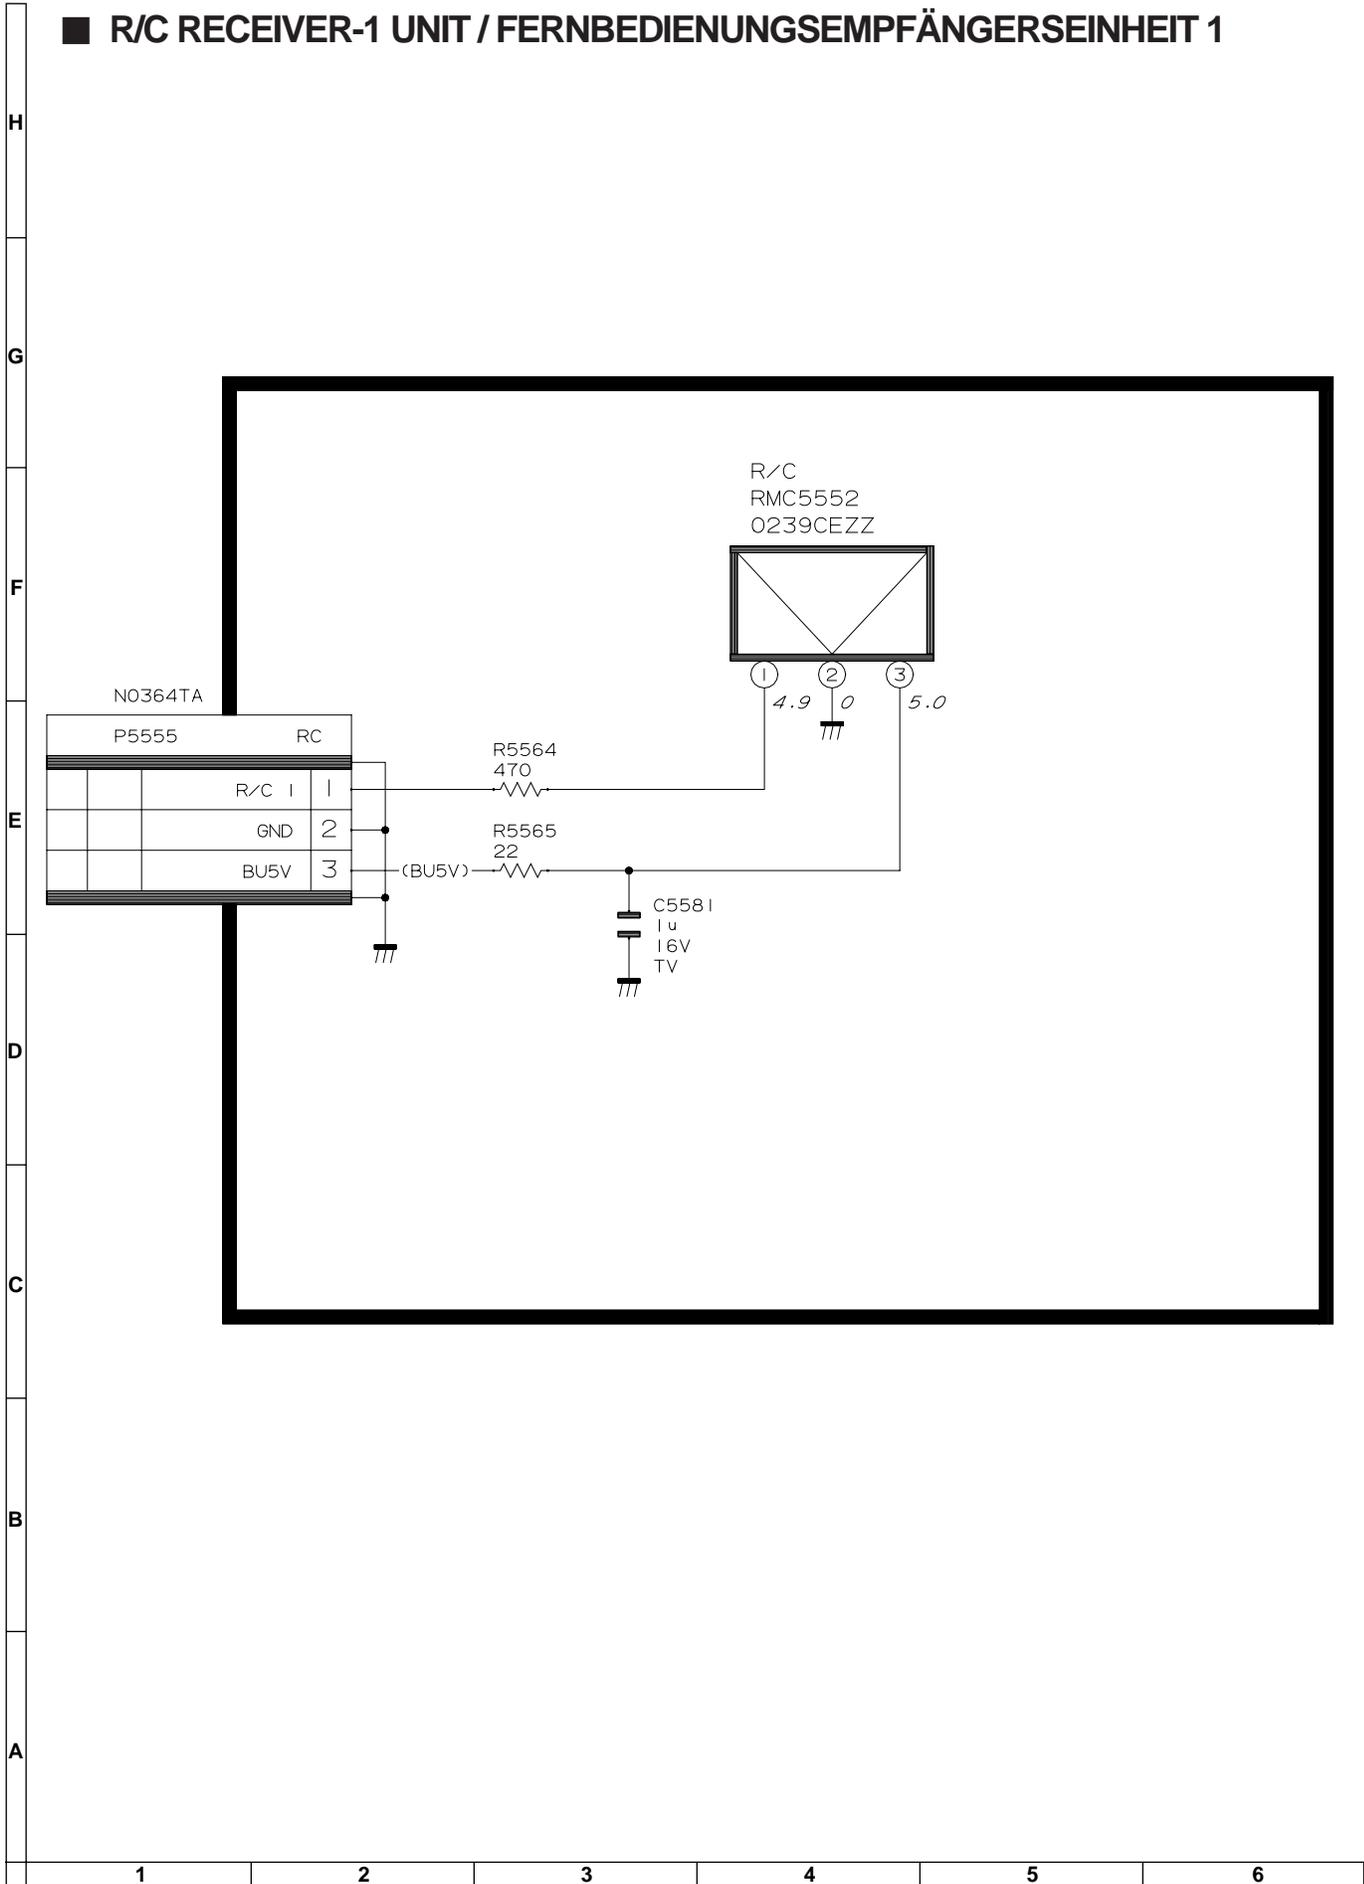 ■ R/C RECEIVER-1 UNIT / FERNBEDIENUNGSEMPFÄNGERSEINHEIT 1
H
G
R/C
RMC5552
0239CEZZ
F
1 2 3
4.9 0 5.0
N0364TA
P5555 RC
R5564
470
R/C 1 1
E
GND 2
R5565
22
BU5V 3 (BU5V)
C5581
1u
16V
TV
D
C
B
A
1 2 3 4 5 6